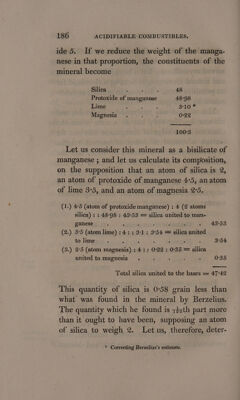 186 ACIDIFIABLE COMBUSTIBLES.
ide 5. If we reduce the weight of the manga-
nese in that proportion, the constituents of the
mineral become
Silica . . . 48
Protoxide of manganese 48·98
Lime . . . 3·10 *
Magnesia . . . 0·22
100·3
Let us consider this mineral as a bisilicate of
manganese ; and let us calculate its composition,
on the supposition that an atom of silica is 2,
an atom of protoxide of manganese 4·5, an atom
of lime 3·5, and an atom of magnesia 2·5.
(1.) 4·5 (atom of protoxide manganese) : 4 (2 atoms
silica) : : 48·98 : 43·53 = silica united to man-
ganese . . . . . . 43·53
(2.) 3·5 (atom lime) : 4 : : 3·1 : 3·54 = silica united
to lime . . . . . . 3·54
(3.) 2·5 (atom magnesia) : 4 : : 0·22 : 0·35 = silica
united to magnesia . . . . 0·35
Total silica united to the bases = 47·42
This quantity of silica is 0·58 grain less than
what was found in the mineral by Berzelius.
The quantity which he found is part more
than it ought to have been, supposing an atom
of silica to weigh 2. Let us, therefore, deter-
* Correcting Berzelius's estimate.